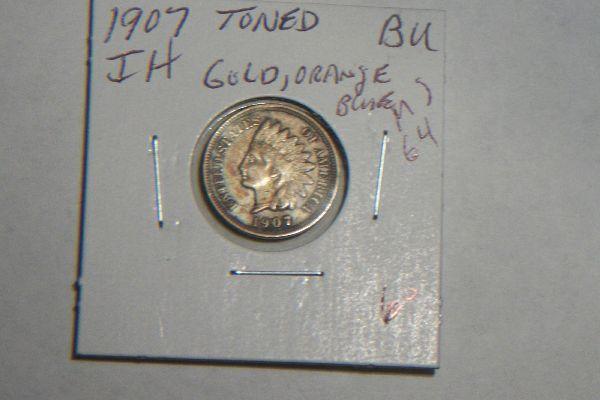 1907 TONED BU
IH GOLD, ORANGE
BLUE
64
UNITED STATES OF AMERICA
1907